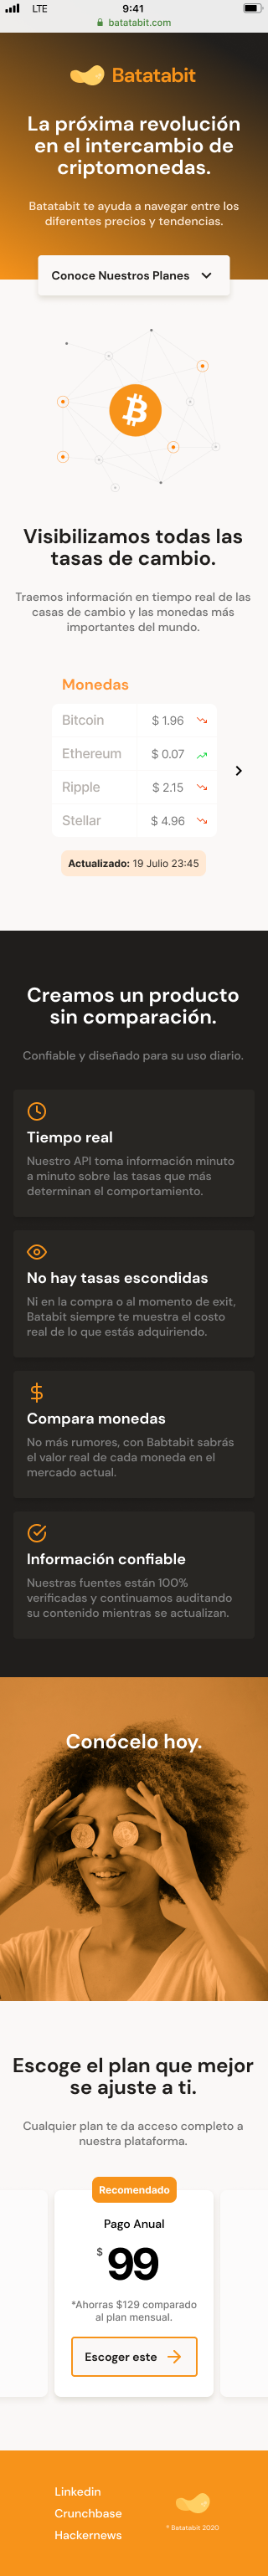 LTE
9:41
batatabit.com
Batatabit
La próxima revolución
en el intercambio de
criptomonedas.
Batatabit te ayuda a navegar entre los
diferentes precios y tendencias.
Conoce Nuestros Planes
Visibilizamos todas las
tasas de cambio.
Traemos información en tiempo real de las
casas de cambio y las monedas más
importantes del mundo.
Monedas
Bitcoin $ 1.96
Ethereum $ 0.07
Ripple $ 2.15
Stellar $ 4.96
Actualizado: 19 Julio 23:45
Creamos un producto
sin comparación.
Confiable y diseñado para su uso diario.
Tiempo real
Nuestro API toma información minuto
a minuto sobre las tasas que más
determinan el comportamiento.
No hay tasas escondidas
Ni en la compra o al momento de exit,
Batabit siempre te muestra el costo
real de lo que estás adquiriendo.
Compara monedas
No más rumores, con Babtabit sabrás
el valor real de cada moneda en el
mercado actual.
Información confiable
Nuestras fuentes están 100%
verificadas y continuamos auditando
su contenido mientras se actualizan.
Conócelo hoy.
Escoge el plan que mejor
se ajuste a ti.
Cualquier plan te da acceso completo a
nuestra plataforma.
Recomendado
Pago Anual
$ 99
*Ahorras $129 comparado
al plan mensual.
Escoger este
Linkedin
Crunchbase
Hackernews
* Batatabit 2020